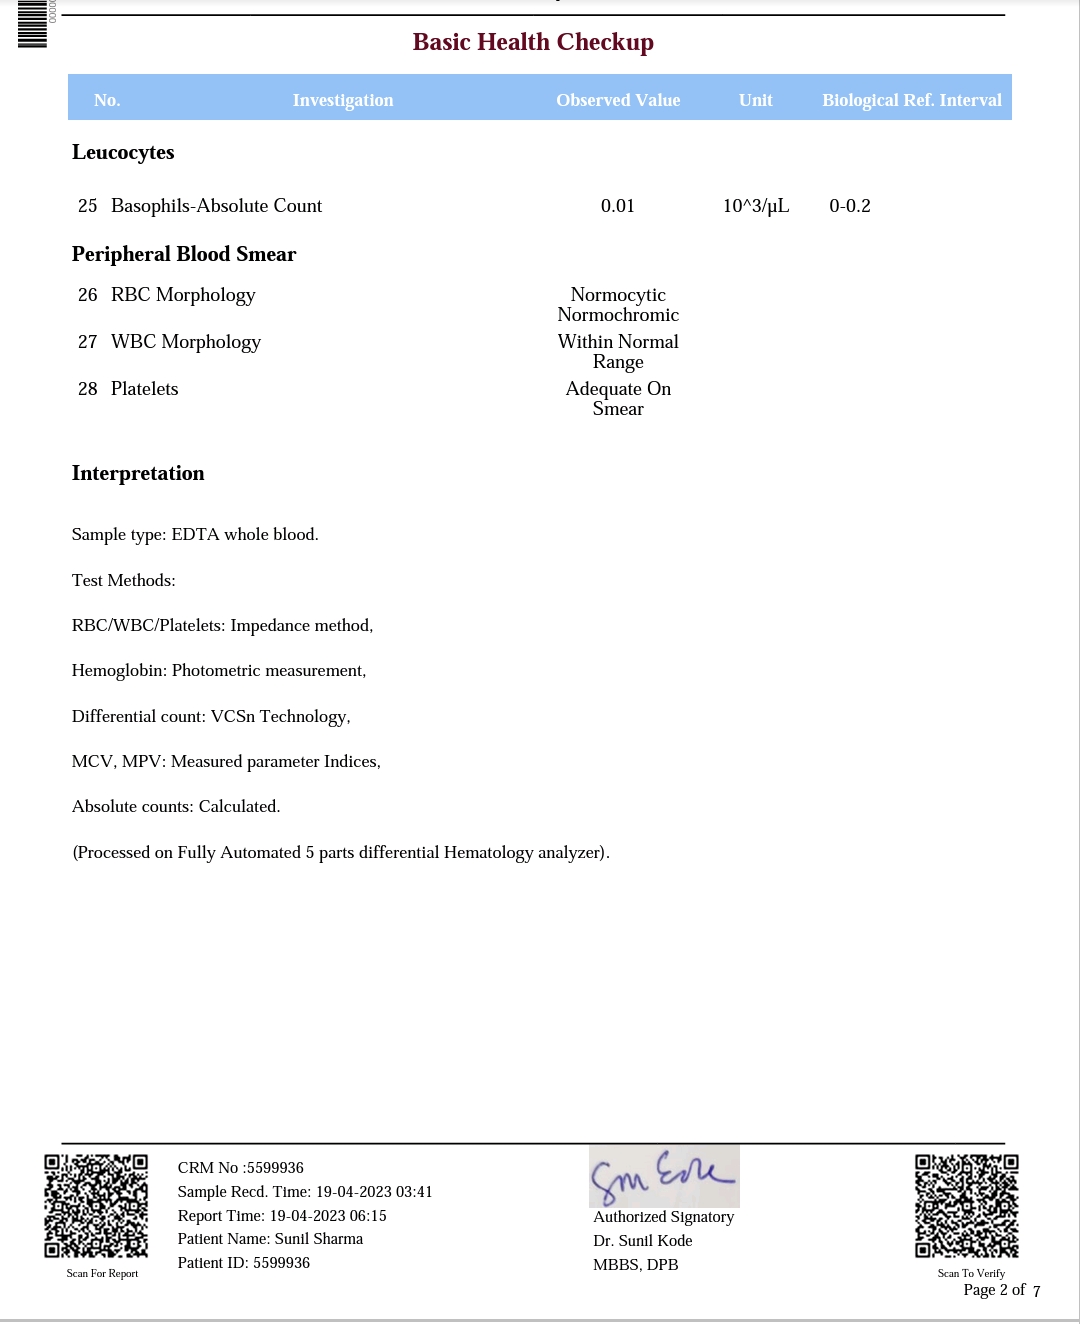 Basic Health Checkup
No. Investigation Observed Value Unit Biological Ref. Interval
Leucocytes
25 Basophils-Absolute Count 0.01 10^3/µL 0-0.2
Peripheral Blood Smear
26 RBC Morphology Normocytic
Normochromic
27 WBC Morphology Within Normal
Range
28 Platelets Adequate On
Smear
Interpretation
Sample type: EDTA whole blood.
Test Methods:
RBC/WBC/Platelets: Impedance method,
Hemoglobin: Photometric measurement,
Differential count: VCSn Technology,
MCV, MPV: Measured parameter Indices,
Absolute counts: Calculated.
(Processed on Fully Automated 5 parts differential Hematology analyzer).
CRM No :5599936
Sample Recd. Time: 19-04-2023 03:41
Report Time: 19-04-2023 06:15
Patient Name: Sunil Sharma
Patient ID: 5599936
Scan For Report
Authorized Signatory
Dr. Sunil Kode
MBBS, DPB
Scan To Verify
Page 2 of 7